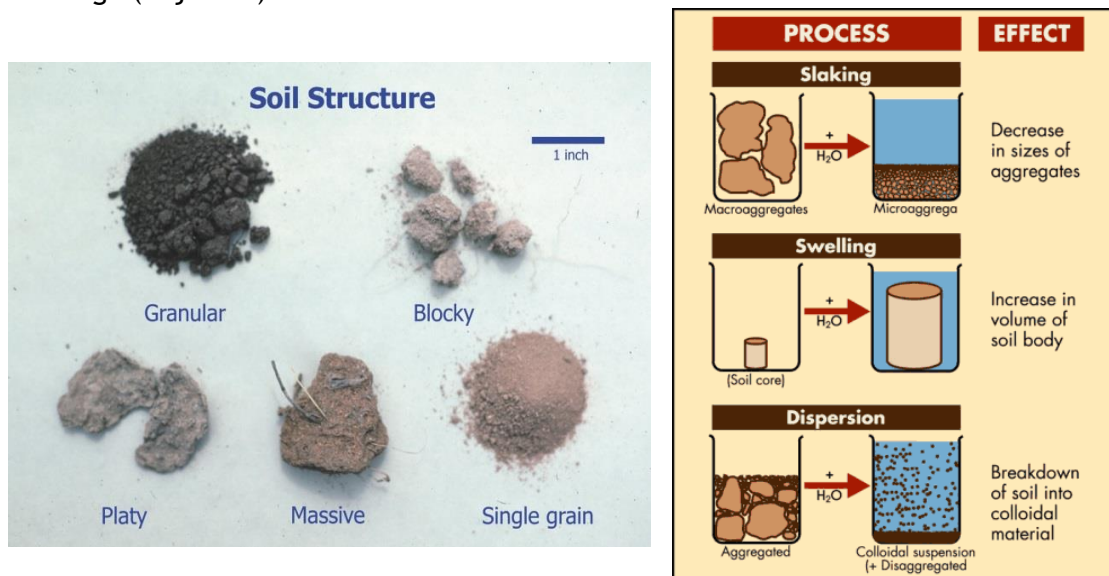 Soil Structure
1 inch
Granular
Blocky
Platy
Massive
Single grain
PROCESS
EFFECT
Slaking
+
H₂O
Macroaggregates
Microaggrega
Decrease
in sizes of
aggregates
Swelling
+
H₂O
(Soil core)
Increase in
volume of
soil body
Dispersion
+
H₂O
Aggregated
Colloidal suspension
(+ Disaggregated
Breakdown
of soil into
colloidal
material